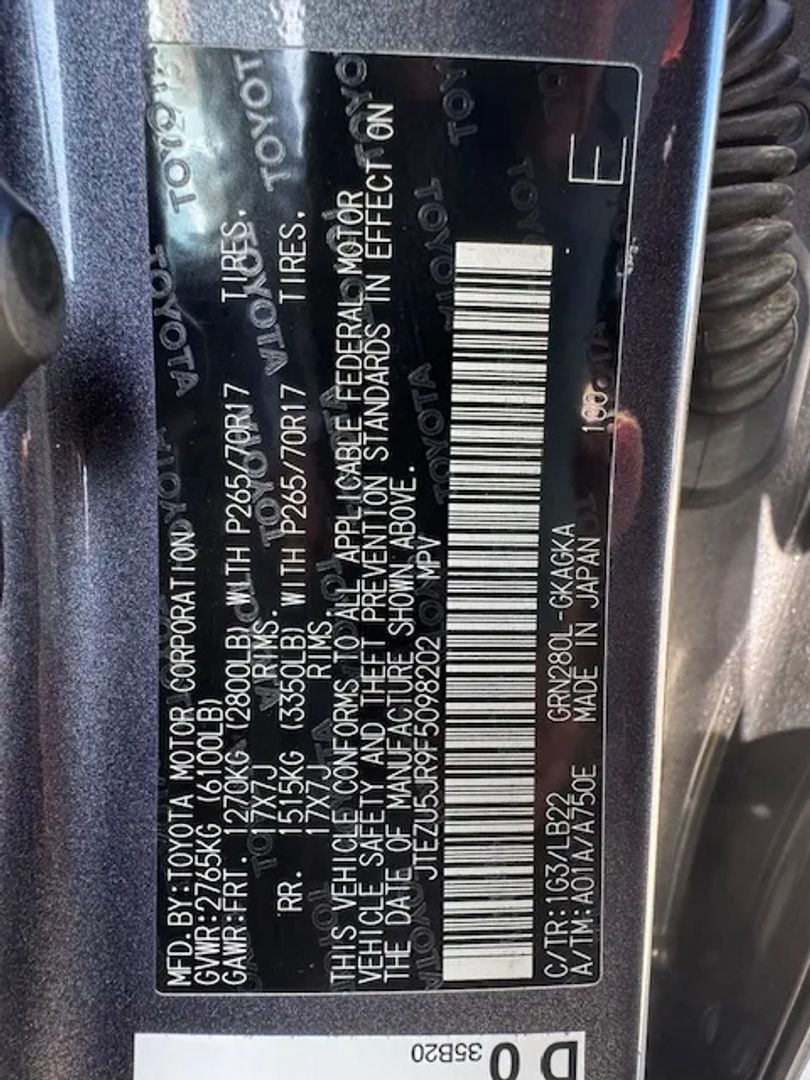 MFD.BY:TOYOTA MOTOR CORPORATION
GVWR:2765KG (6100LB)
GAWR:FRT. 1270KG (2800LB) WITH P265/70R17 TIRES,
17X7J RIMS.
RR. 1515KG (3350LB) WITH P265/70R17 TIRES,
17X7J RIMS.
THIS VEHICLE CONFORMS TO ALL APPLICABLE FEDERAL MOTOR
VEHICLE SAFETY AND THEFT PREVENTION STANDARDS IN EFFECT ON
THE DATE OF MANUFACTURE SHOWN ABOVE.
JTEZU5JR9F5098202 MPV
C/TR:1G3/LB22 GRN280L-GKAGKA
A/TM:A01A/A750E MADE IN JAPAN
E
35B20
D0